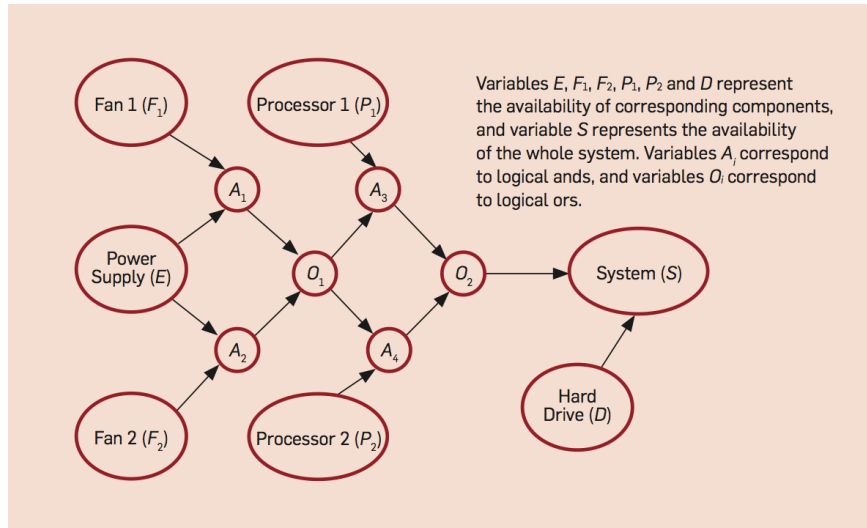 Fan 1 (F₁)
Processor 1 (P₁)
Variables E, F₁, F₂, P₁, P₂ and D represent
the availability of corresponding components,
and variable S represents the availability
of the whole system. Variables Aⱼ correspond
to logical ands, and variables Oᵢ correspond
to logical ors.
A₁
A₃
Power
Supply (E)
O₁
O₂
System (S)
A₂
A₄
Hard
Drive (D)
Fan 2 (F₂)
Processor 2 (P₂)